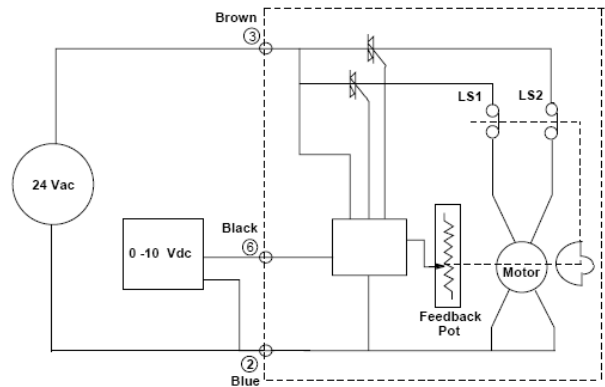 Brown
3
LS1
LS2
24 Vac
Black
6
0 -10 Vdc
Motor
Feedback
Pot
2
Blue